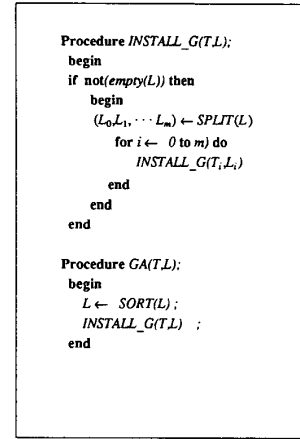 Procedure INSTALL_G(T,L);
begin
if not(empty(L)) then
begin
(L0,L1, ··· Lm) ← SPLIT(L)
for i ← 0 to m) do
INSTALL_G(Ti,Li)
end
end
end
Procedure GA(T,L);
begin
L ← SORT(L) ;
INSTALL_G(T,L) ;
end